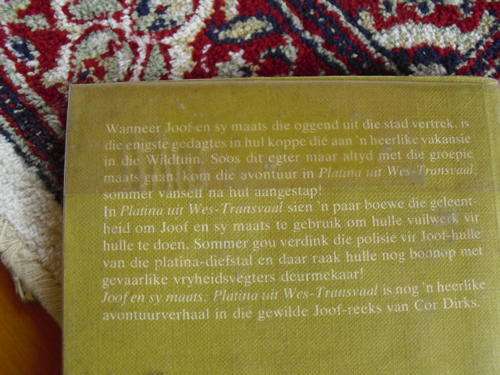 Wanneer Joof en sy maats die oggend uit die stad vertrek, is
die enigste gedagtes in hul koppe die aan 'n heerlike vakansie
in die Wildtuin. Soos dit egter maar altyd met die groepie
maats gaan, kom die avontuur in Platina uit Wes-Transvaal,
sommer vanself na hut aangestap!
In Platina uit Wes-Transvaal sien 'n paar boewe die geleent-
heid om Joof en sy maats te gebruik om hulle vuilwerk vir
hulle te doen. Sommer gou verdink die polisie vir Joof-hulle
van die platina-diefstal en daar raak hulle nog boonop met
gevaarlike vryheidsvegters deurmekaar!
Joof en sy maats: Platina uit Wes-Transvaal is nog 'n heerlike
avontuurverhaal in die gewilde Joof-reeks van Cor Dirks.